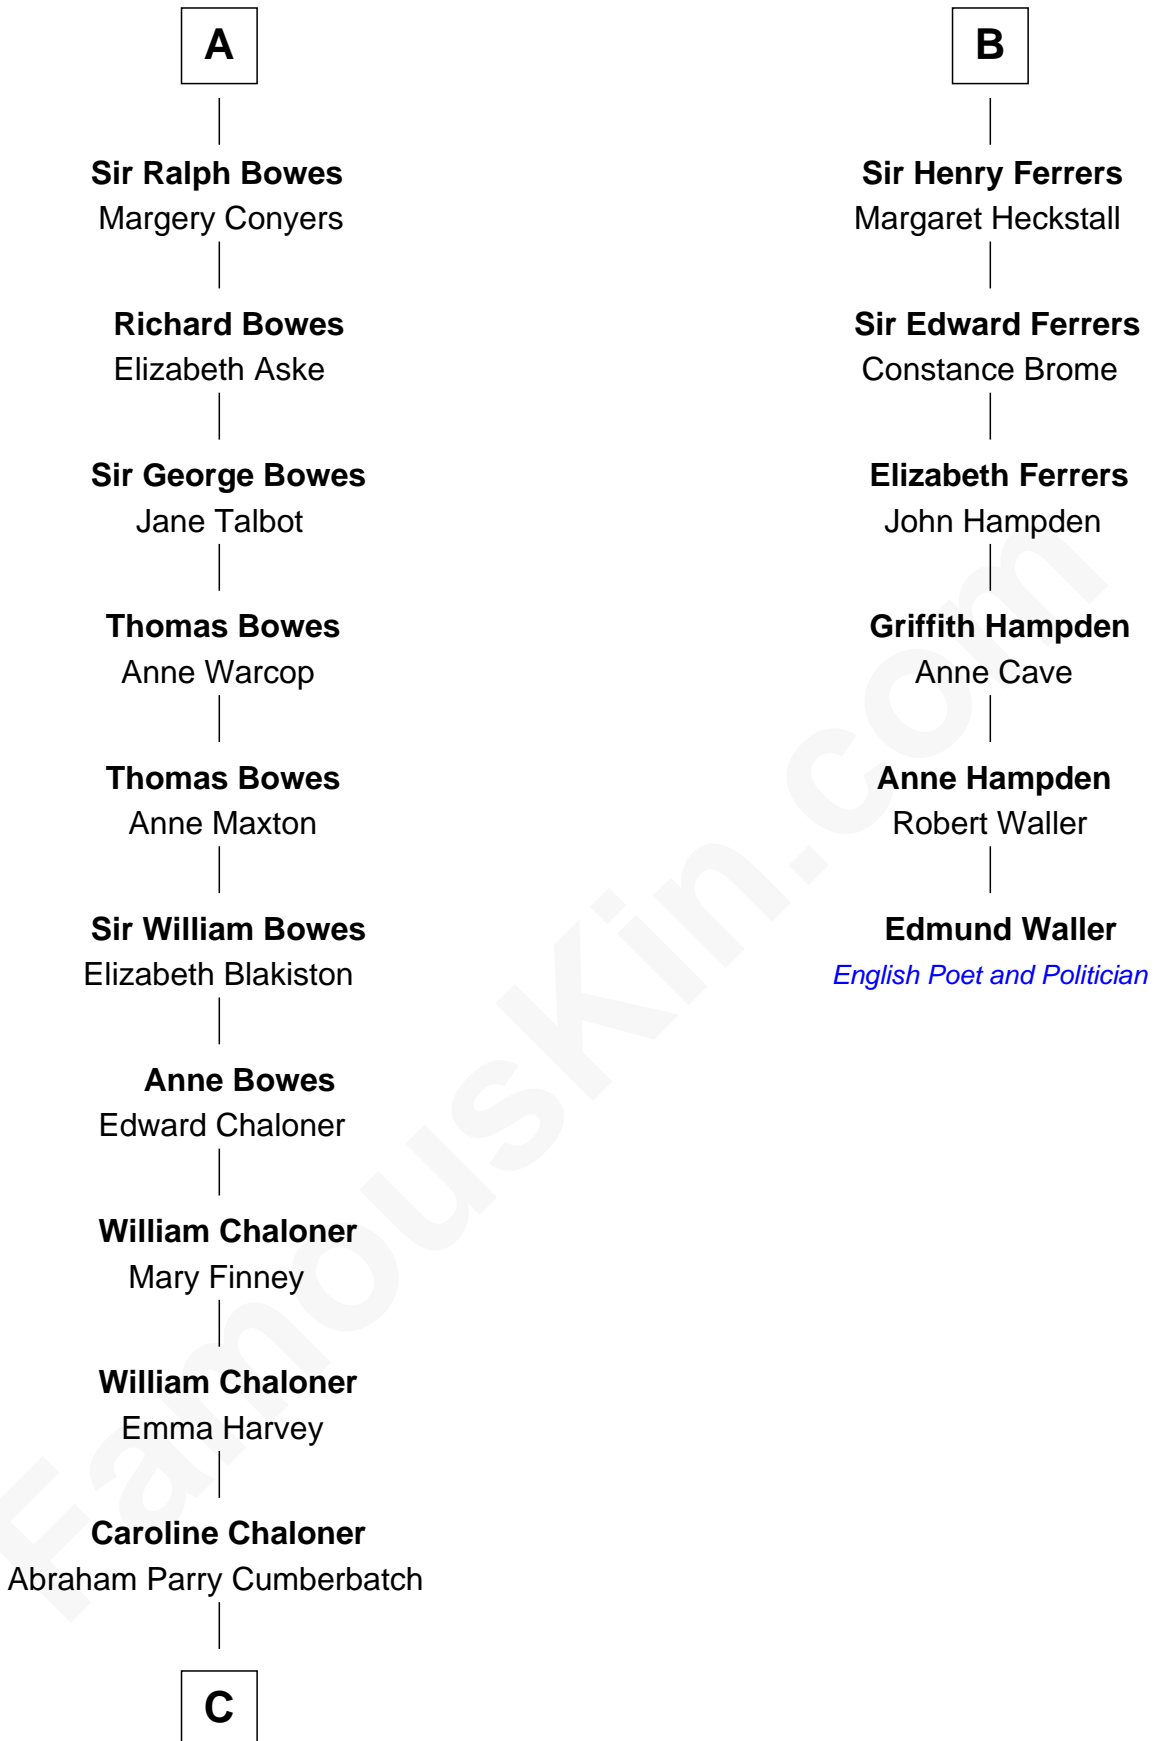 A
Sir Ralph Bowes
Margery Conyers
Richard Bowes
Elizabeth Aske
Sir George Bowes
Jane Talbot
Thomas Bowes
Anne Warcop
Thomas Bowes
Anne Maxton
Sir William Bowes
Elizabeth Blakiston
Anne Bowes
Edward Chaloner
William Chaloner
Mary Finney
William Chaloner
Emma Harvey
Caroline Chaloner
Abraham Parry Cumberbatch
C
B
Sir Henry Ferrers
Margaret Heckstall
Sir Edward Ferrers
Constance Brome
Elizabeth Ferrers
John Hampden
Griffith Hampden
Anne Cave
Anne Hampden
Robert Waller
Edmund Waller
English Poet and Politician
FamousKin.com